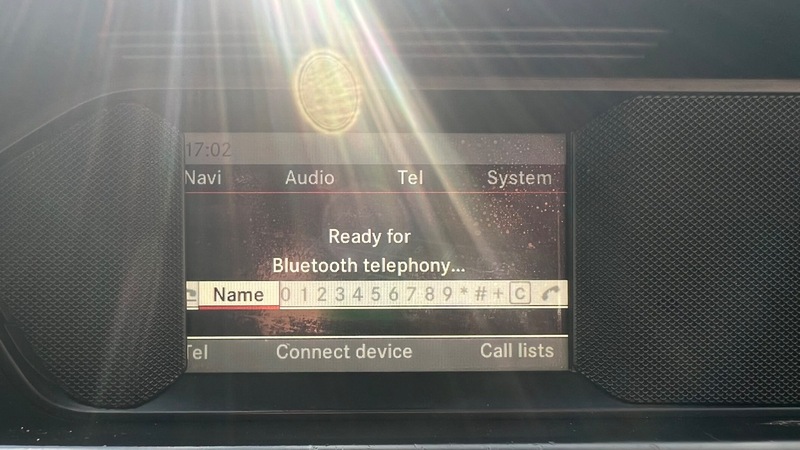 17:02
Navi Audio Tel System
Ready for
Bluetooth telephony...
Name 0 1 2 3 4 5 6 7 8 9 * # + C
Tel Connect device Call lists